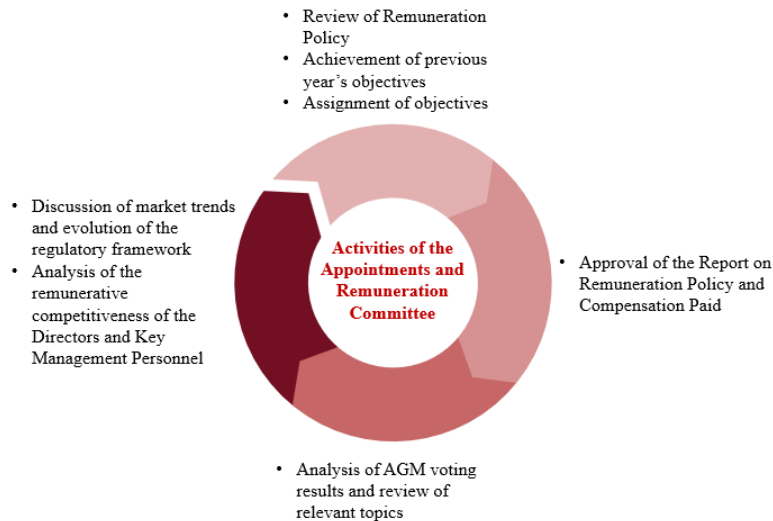 • Review of Remuneration
Policy
• Achievement of previous
year's objectives
• Assignment of objectives
• Discussion of market trends
and evolution of the
regulatory framework
• Analysis of the
remunerative
competitiveness of the
Directors and Key
Management Personnel
Activities of the
Appointments and
Remuneration
Committee
• Approval of the Report on
Remuneration Policy and
Compensation Paid
• Analysis of AGM voting
results and review of
relevant topics